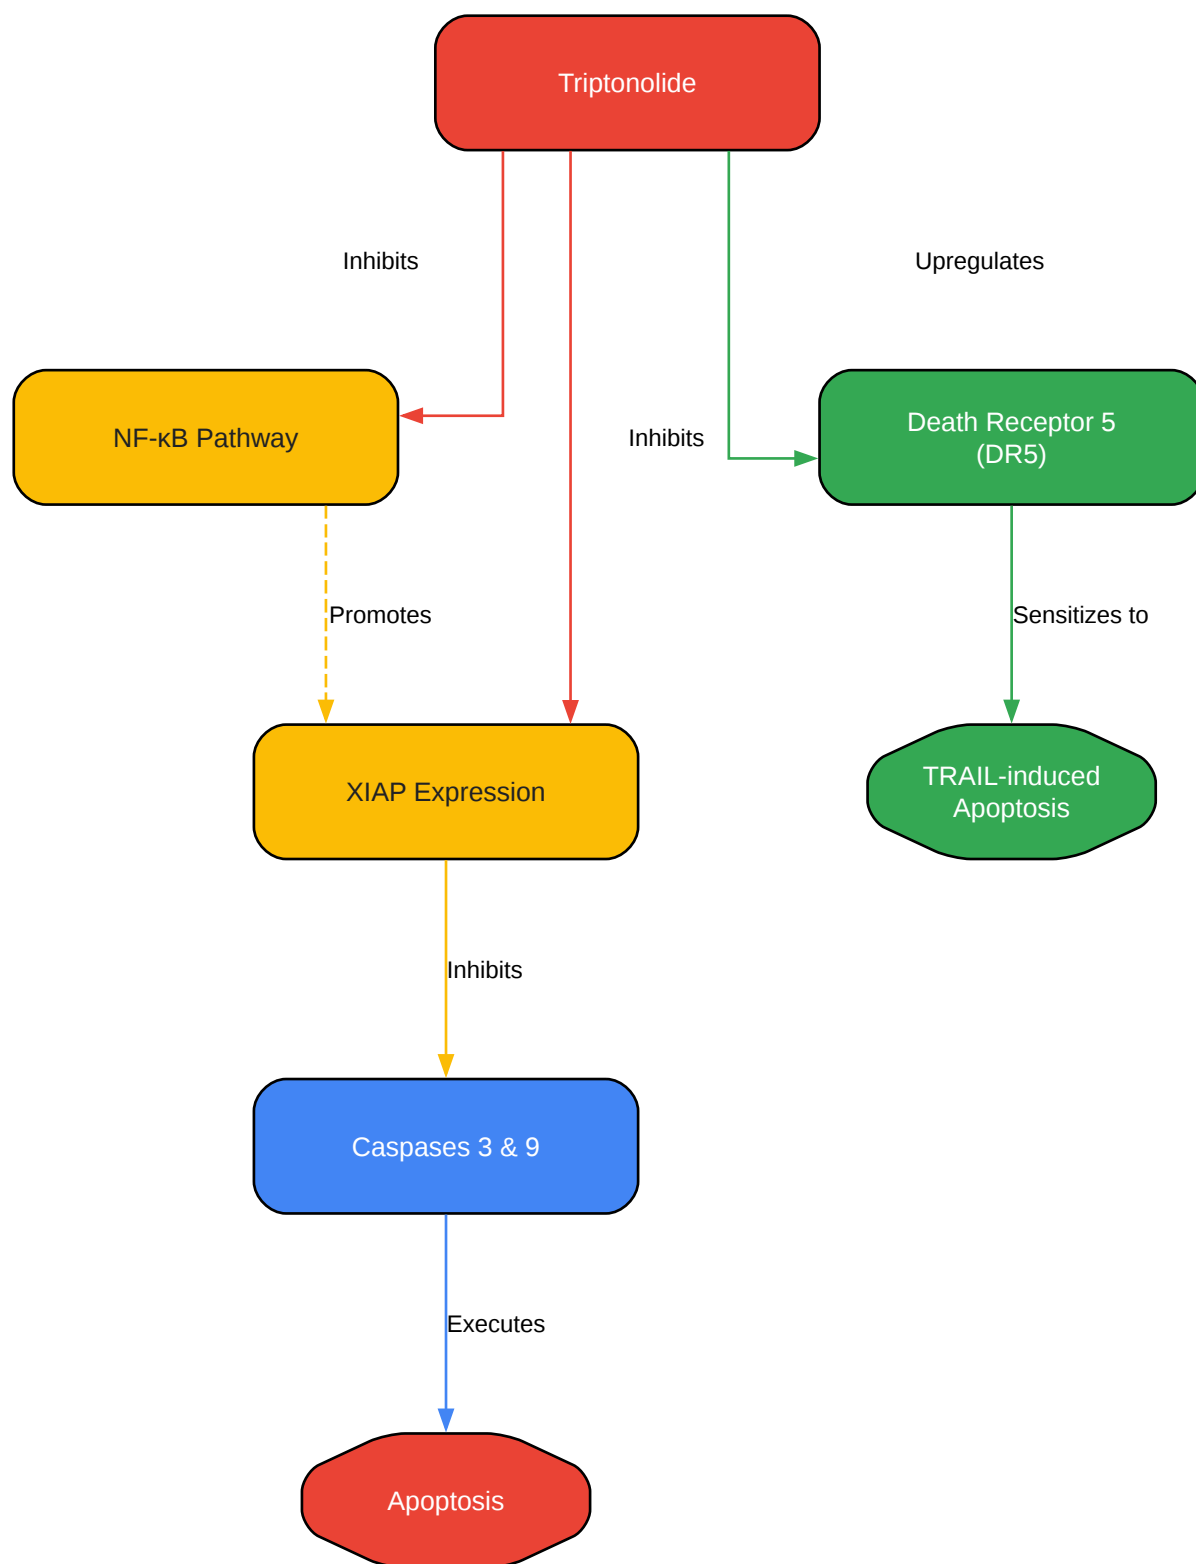 Triptonolide
Inhibits
Upregulates
NF-κB Pathway
Inhibits
Death Receptor 5
(DR5)
Promotes
Sensitizes to
XIAP Expression
TRAIL-induced
Apoptosis
Inhibits
Caspases 3 & 9
Executes
Apoptosis